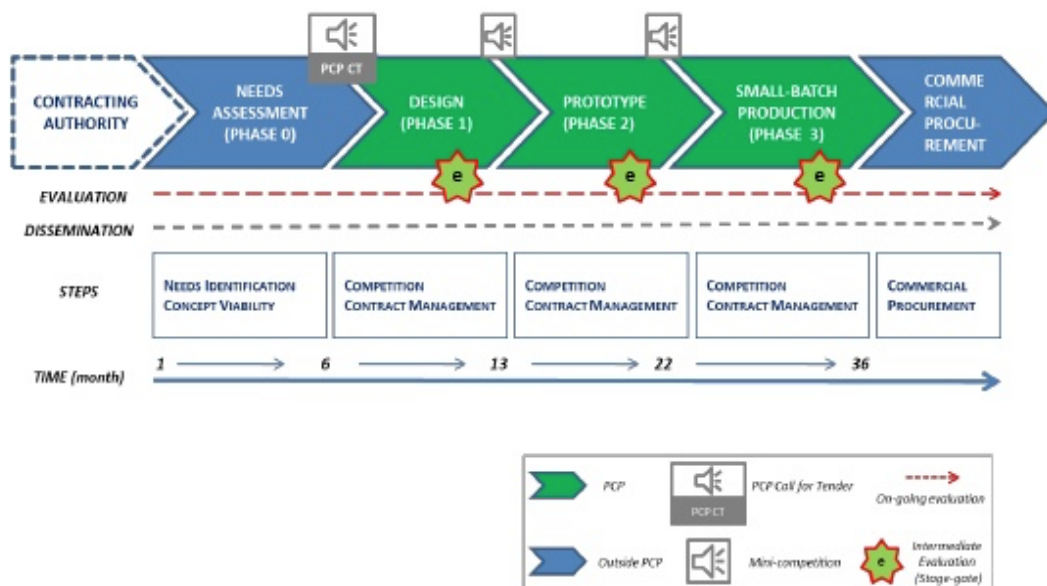 PCP CT
CONTRACTING
AUTHORITY
NEEDS
ASSESSMENT
(PHASE 0)
DESIGN
(PHASE 1)
PROTOTYPE
(PHASE 2)
SMALL-BATCH
PRODUCTION
(PHASE 3)
COMME
RCIAL
PROCU-
REMENT
e
e
e
EVALUATION
DISSEMINATION
STEPS
NEEDS IDENTIFICATION
CONCEPT VIABILITY
COMPETITION
CONTRACT MANAGEMENT
COMPETITION
CONTRACT MANAGEMENT
COMPETITION
CONTRACT MANAGEMENT
COMMERCIAL
PROCUREMENT
1
6
13
22
36
TIME (month)
PCP
PCP CT
PCP Call for Tender
On-going evaluation
Outside PCP
Mini-competition
e
Intermediate
Evaluation
(Stage-gate)